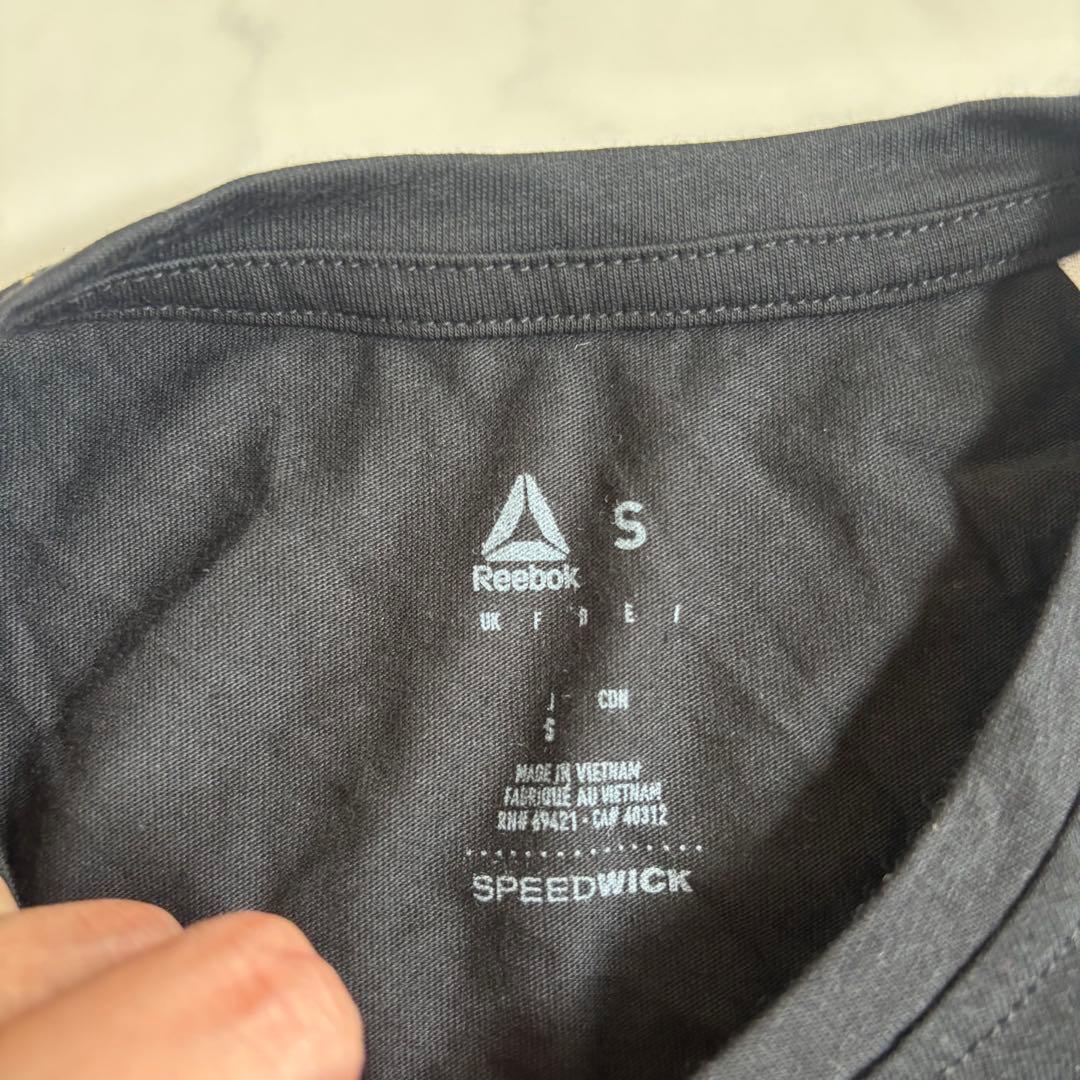 S
Reebok
UK F D E I
J CDN
S
MADE IN VIETNAM
FABRIQUÉ AU VIETNAM
RN# 69421 • CA# 40312
SPEEDWICK